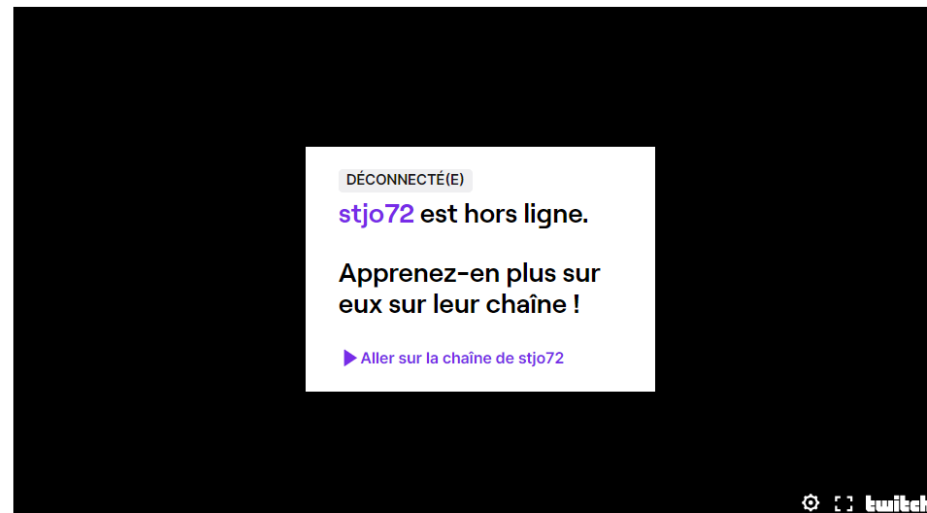 DÉCONNECTÉ(E)
stjo72 est hors ligne.
Apprenez-en plus sur
eux sur leur chaîne !
Aller sur la chaîne de stjo72
twitch